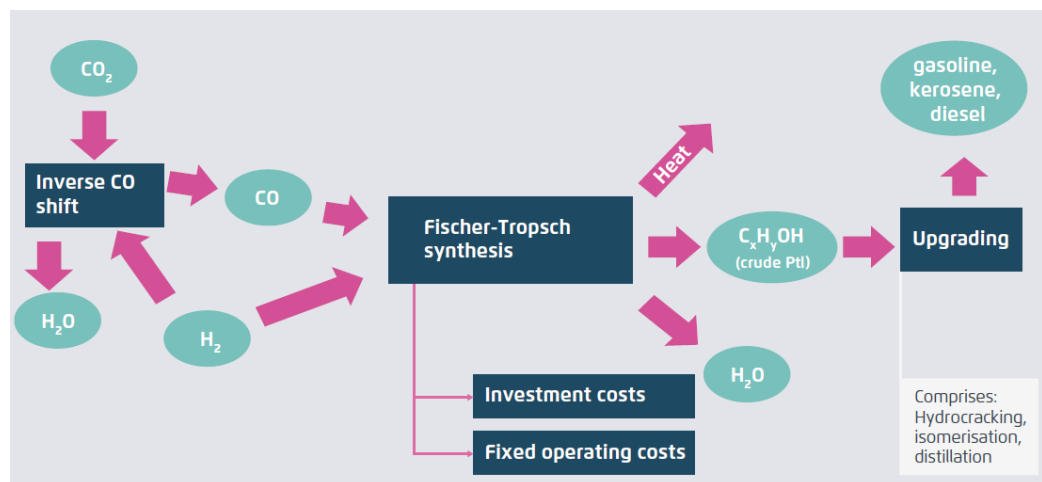 CO₂
Inverse CO
shift
H₂O
H₂
CO
Fischer-Tropsch
synthesis
Investment costs
Fixed operating costs
Heat
CₓHᵧOH
(crude Ptl)
H₂O
Upgrading
gasoline,
kerosene,
diesel
Comprises:
Hydrocracking,
isomerisation,
distillation